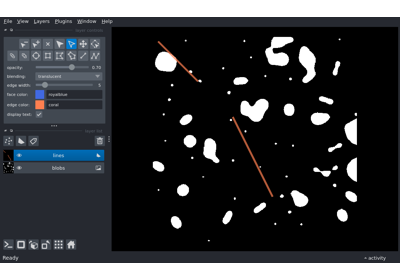 File View Layers Plugins Window Help
opacity: 0.70
blending: translucent
edge width: 5
face color: royalblue
edge color: coral
display text:
lines
blobs
Ready activity